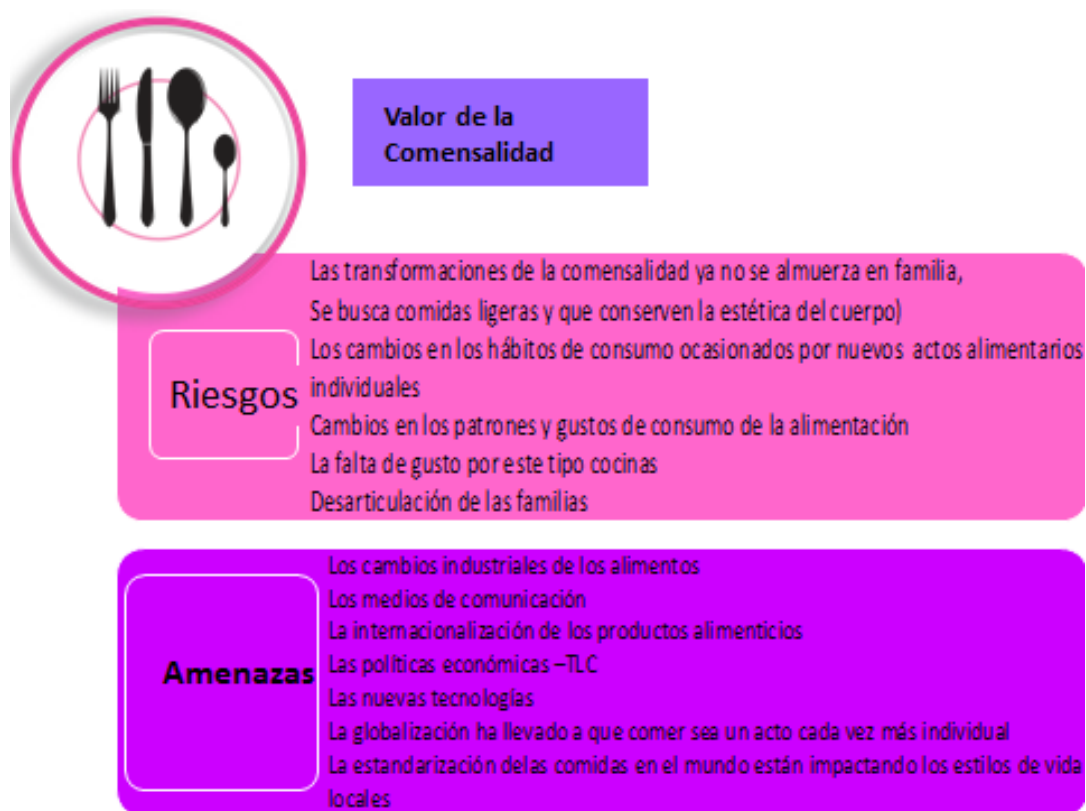 Valor de la
Comensalidad
Las transformaciones de la comensalidad ya no se almuerza en familia,
Se busca comidas ligeras y que conserven la estética del cuerpo)
Los cambios en los hábitos de consumo ocasionados por nuevos actos alimentarios
individuales
Riesgos
Cambios en los patrones y gustos de consumo de la alimentación
La falta de gusto por este tipo cocinas
Desarticulación de las familias
Los cambios industriales de los alimentos
Los medios de comunicación
La internacionalización de los productos alimenticios
Las políticas económicas –TLC
Amenazas
Las nuevas tecnologías
La globalización ha llevado a que comer sea un acto cada vez más individual
La estandarización delas comidas en el mundo están impactando los estilos de vida
locales